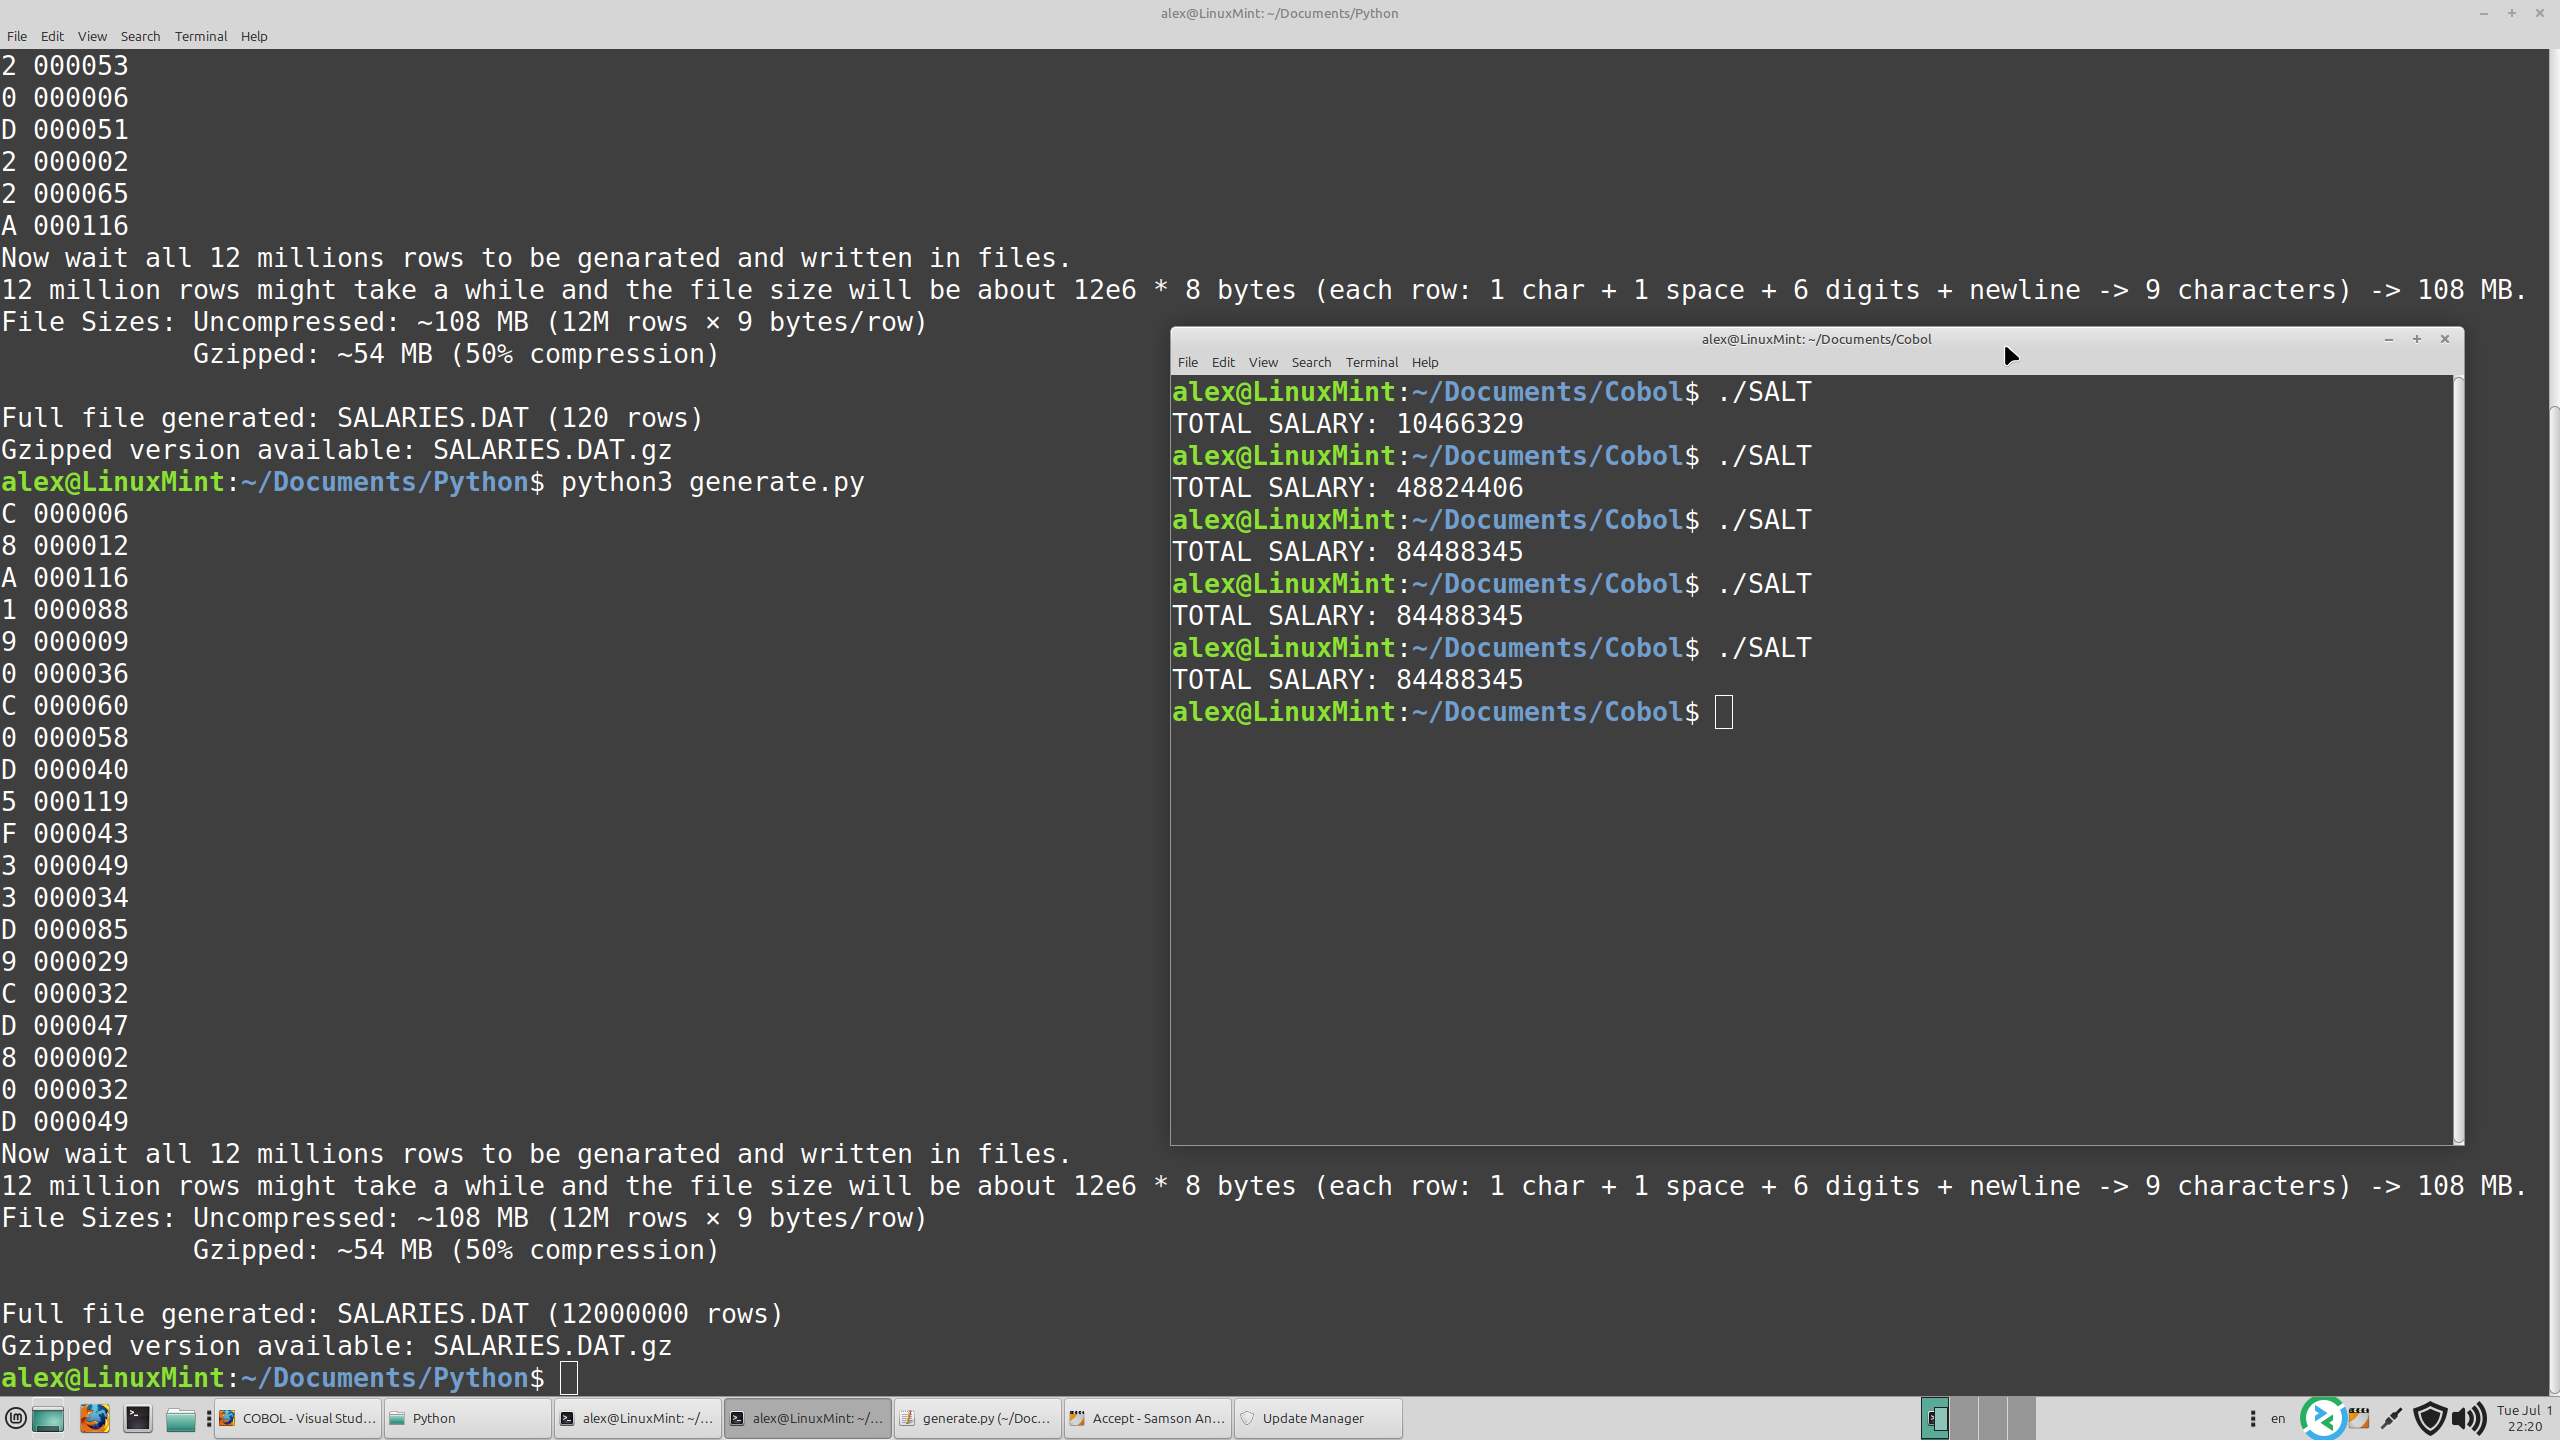 alex@LinuxMint: ~/Documents/Python
File Edit View Search Terminal Help
2 000053
0 000006
D 000051
2 000002
2 000065
A 000116
Now wait all 12 millions rows to be genarated and written in files.
12 million rows might take a while and the file size will be about 12e6 * 8 bytes (each row: 1 char + 1 space + 6 digits + newline -> 9 characters) -> 108 MB.
File Sizes: Uncompressed: ~108 MB (12M rows × 9 bytes/row)
Gzipped: ~54 MB (50% compression)
Full file generated: SALARIES.DAT (120 rows)
Gzipped version available: SALARIES.DAT.gz
alex@LinuxMint:~/Documents/Python$ python3 generate.py
C 000006
8 000012
A 000116
1 000088
9 000009
0 000036
C 000060
0 000058
D 000040
5 000119
F 000043
3 000049
3 000034
D 000085
9 000029
C 000032
D 000047
8 000002
0 000032
D 000049
Now wait all 12 millions rows to be genarated and written in files.
12 million rows might take a while and the file size will be about 12e6 * 8 bytes (each row: 1 char + 1 space + 6 digits + newline -> 9 characters) -> 108 MB.
File Sizes: Uncompressed: ~108 MB (12M rows × 9 bytes/row)
Gzipped: ~54 MB (50% compression)
Full file generated: SALARIES.DAT (12000000 rows)
Gzipped version available: SALARIES.DAT.gz
alex@LinuxMint:~/Documents/Python$
alex@LinuxMint: ~/Documents/Cobol
File Edit View Search Terminal Help
alex@LinuxMint:~/Documents/Cobol$ ./SALT
TOTAL SALARY: 10466329
alex@LinuxMint:~/Documents/Cobol$ ./SALT
TOTAL SALARY: 48824406
alex@LinuxMint:~/Documents/Cobol$ ./SALT
TOTAL SALARY: 84488345
alex@LinuxMint:~/Documents/Cobol$ ./SALT
TOTAL SALARY: 84488345
alex@LinuxMint:~/Documents/Cobol$ ./SALT
TOTAL SALARY: 84488345
alex@LinuxMint:~/Documents/Cobol$
COBOL - Visual Stud... Python alex@LinuxMint: ~/... alex@LinuxMint: ~/... generate.py (~/Doc... Accept - Samson An... Update Manager en Tue Jul 1
22:20